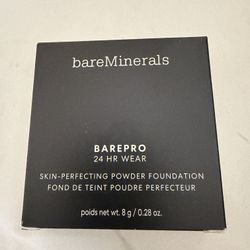 bareMinerals
BAREPRO
24 HR WEAR
SKIN-PERFECTING POWDER FOUNDATION
FOND DE TEINT POUDRE PERFECTEUR
poids net wt. 8 g / 0.28 oz.